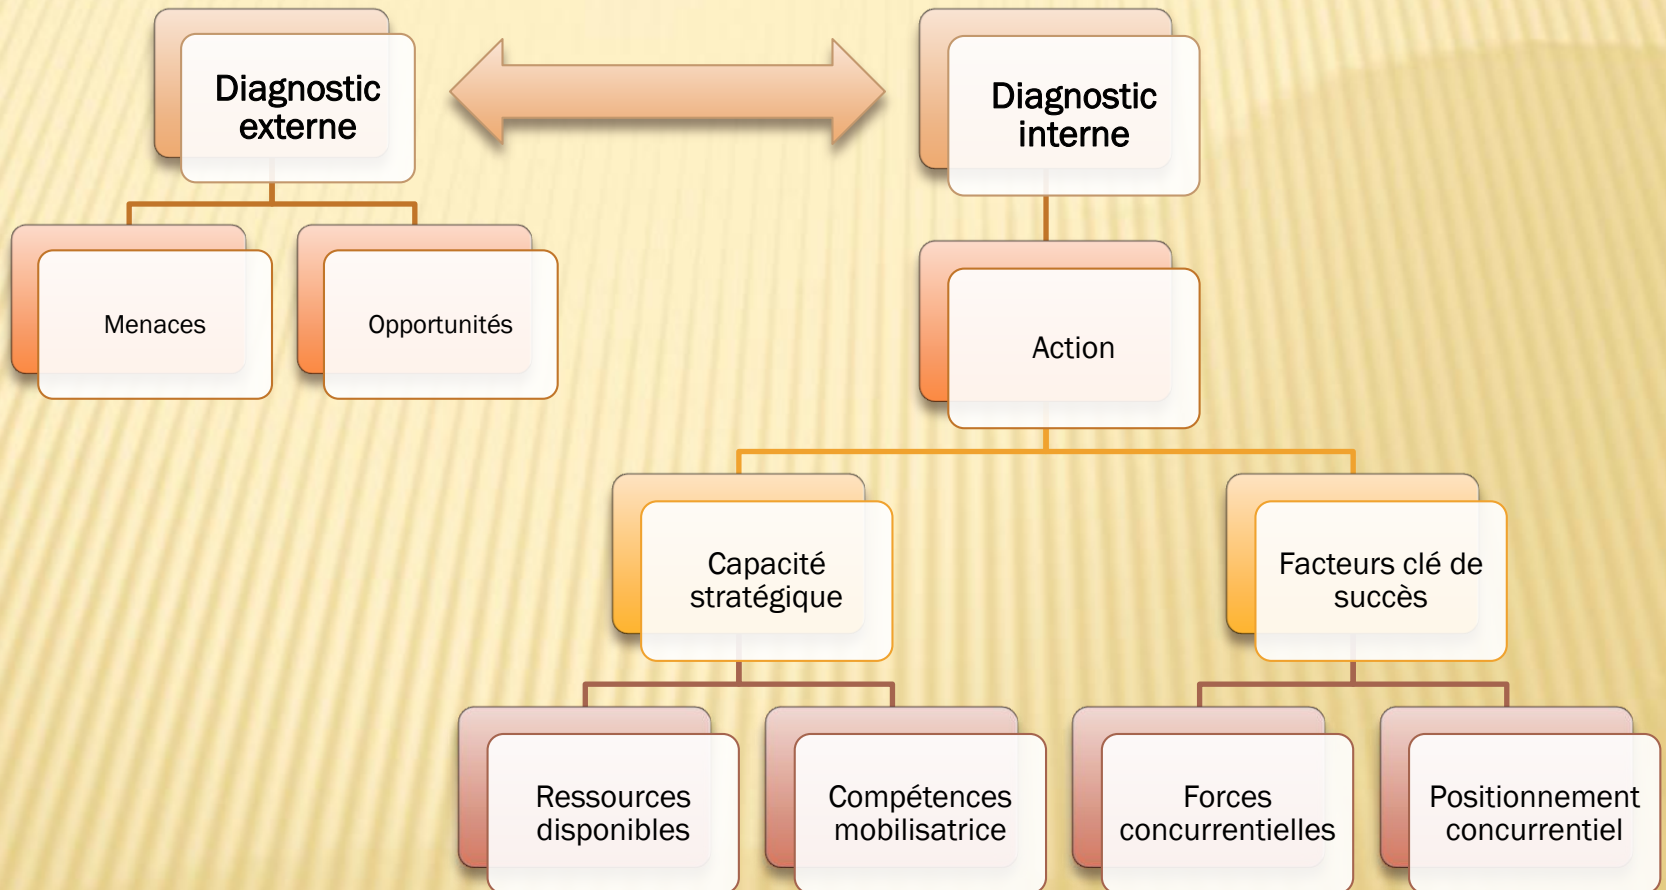 Diagnostic
externe
Diagnostic
interne
Menaces
Opportunités
Action
Capacité
stratégique
Facteurs clé de
succès
Ressources
disponibles
Compétences
mobilisatrice
Forces
concurrentielles
Positionnement
concurrentiel